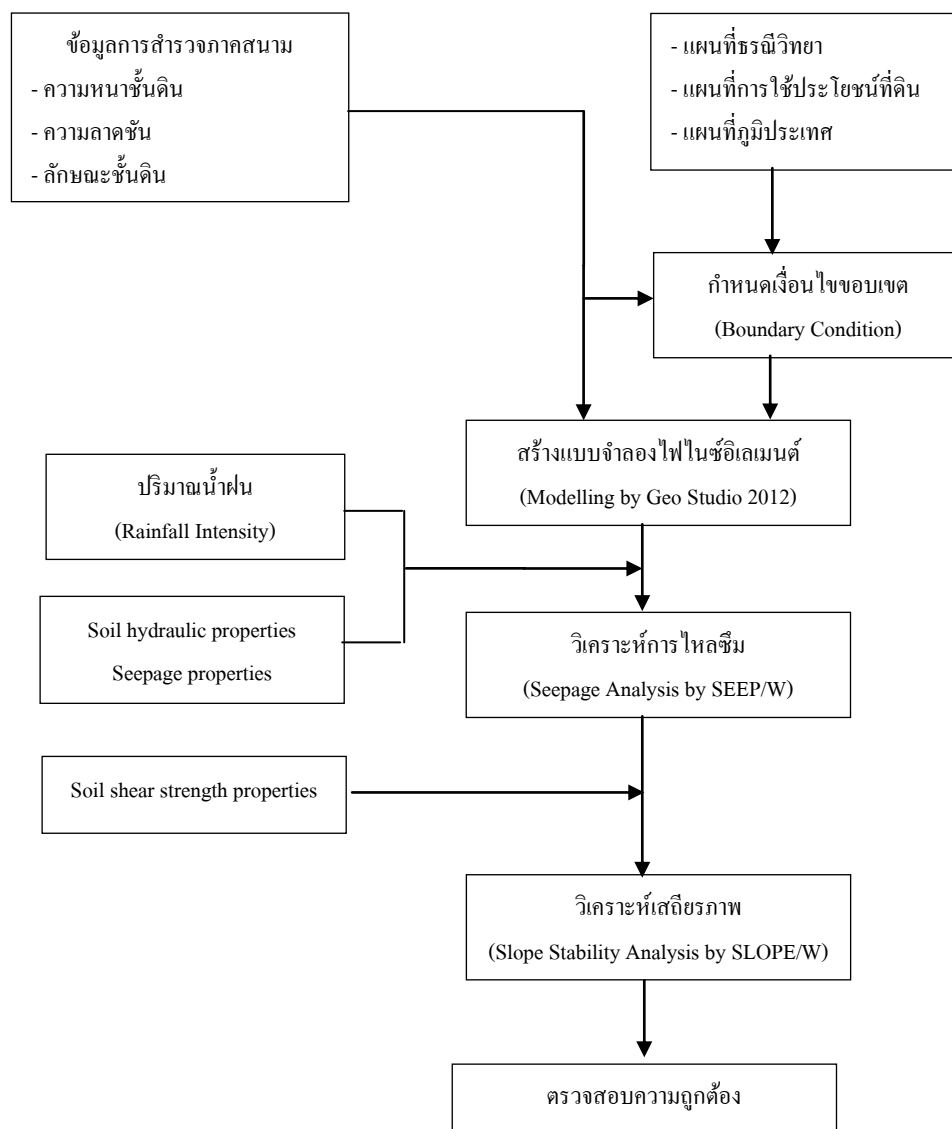 ข้อมูลการสำรวจภาคสนาม
- ความหนาชั้นดิน
- ความลาดชัน
- ลักษณะชั้นดิน
- แผนที่ธรณีวิทยา
- แผนที่การใช้ประโยชน์ที่ดิน
- แผนที่ภูมิประเทศ
กำหนดเงื่อนไขขอบเขต
(Boundary Condition)
สร้างแบบจำลองไฟไนซ์อิเลเมนต์
(Modelling by Geo Studio 2012)
ปริมาณน้ำฝน
(Rainfall Intensity)
Soil hydraulic properties
Seepage properties
วิเคราะห์การไหลซึม
(Seepage Analysis by SEEP/W)
Soil shear strength properties
วิเคราะห์เสถียรภาพ
(Slope Stability Analysis by SLOPE/W)
ตรวจสอบความถูกต้อง